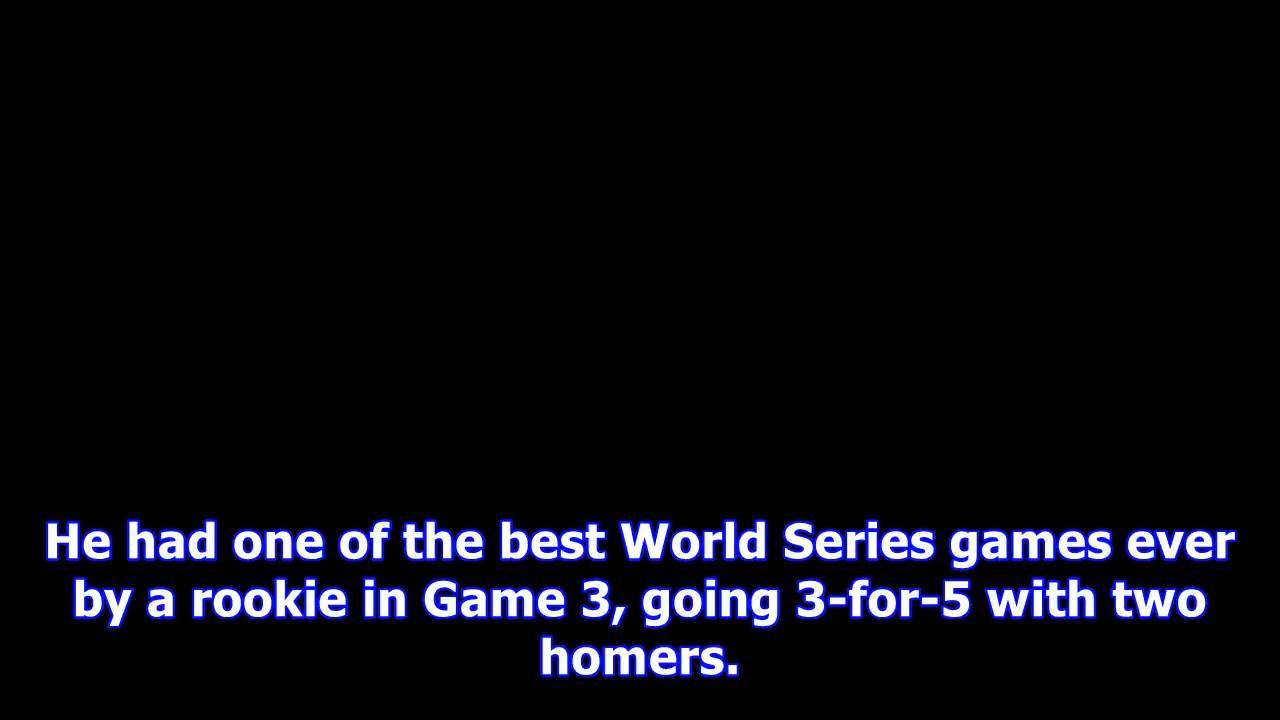 He had one of the best World Series games ever
by a rookie in Game 3, going 3-for-5 with two
homers.